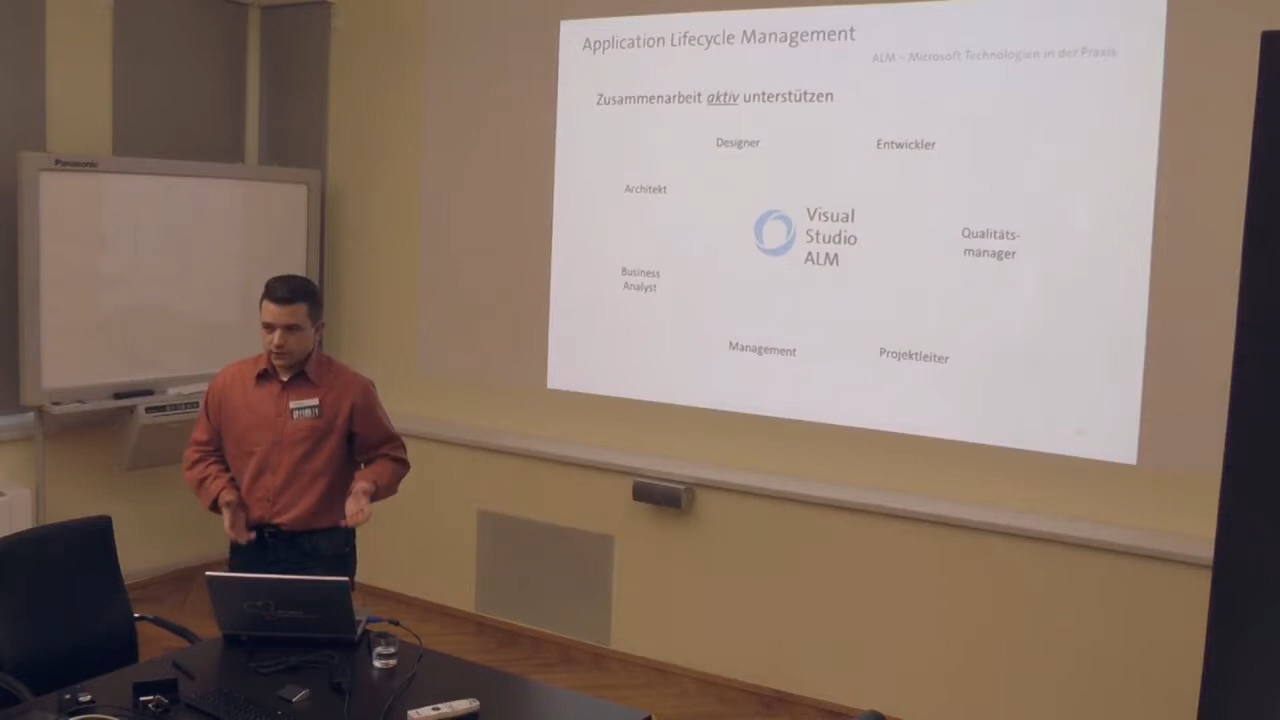 Panasonic
Application Lifecycle Management
ALM – Microsoft Technologien in der Praxis
Zusammenarbeit aktiv unterstützen
Designer
Entwickler
Architekt
Visual
Studio
ALM
Qualitäts-
manager
Business
Analyst
Management
Projektleiter